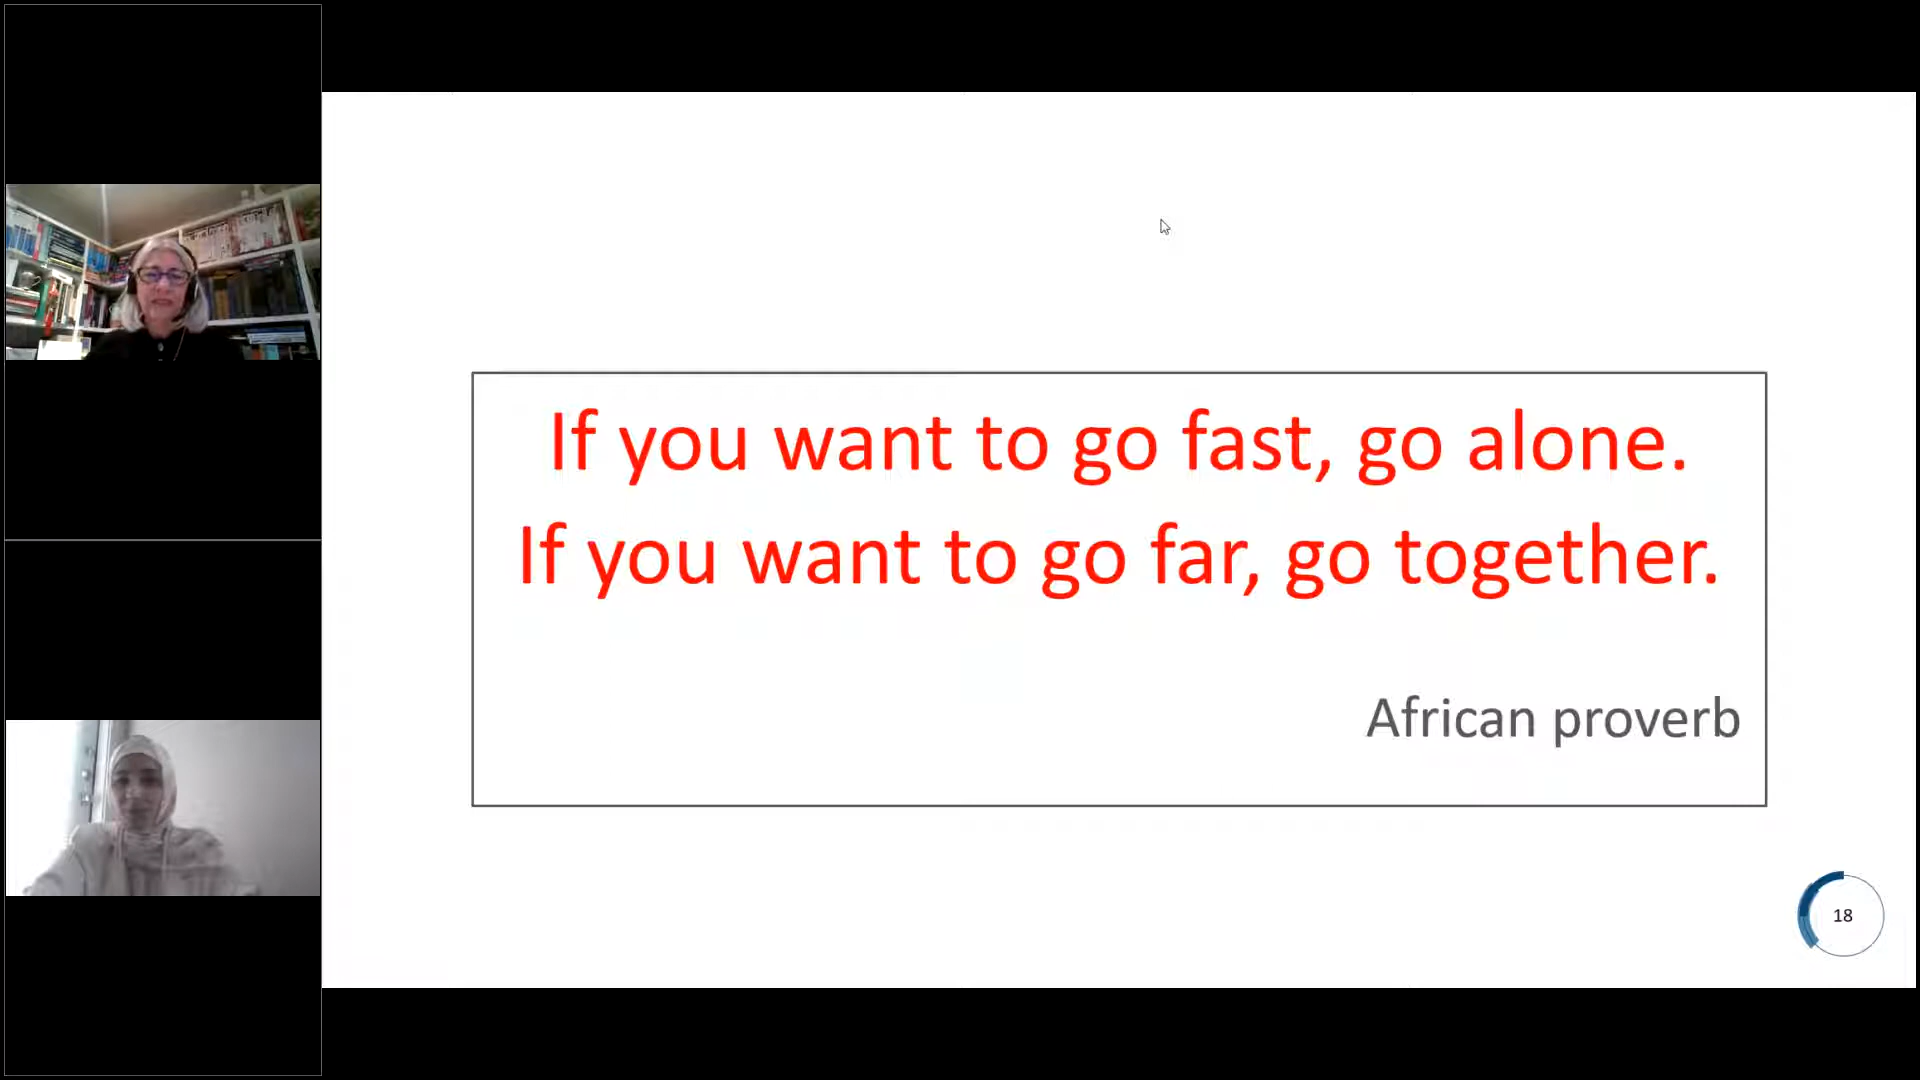 If you want to go fast, go alone.
If you want to go far, go together.
African proverb
18